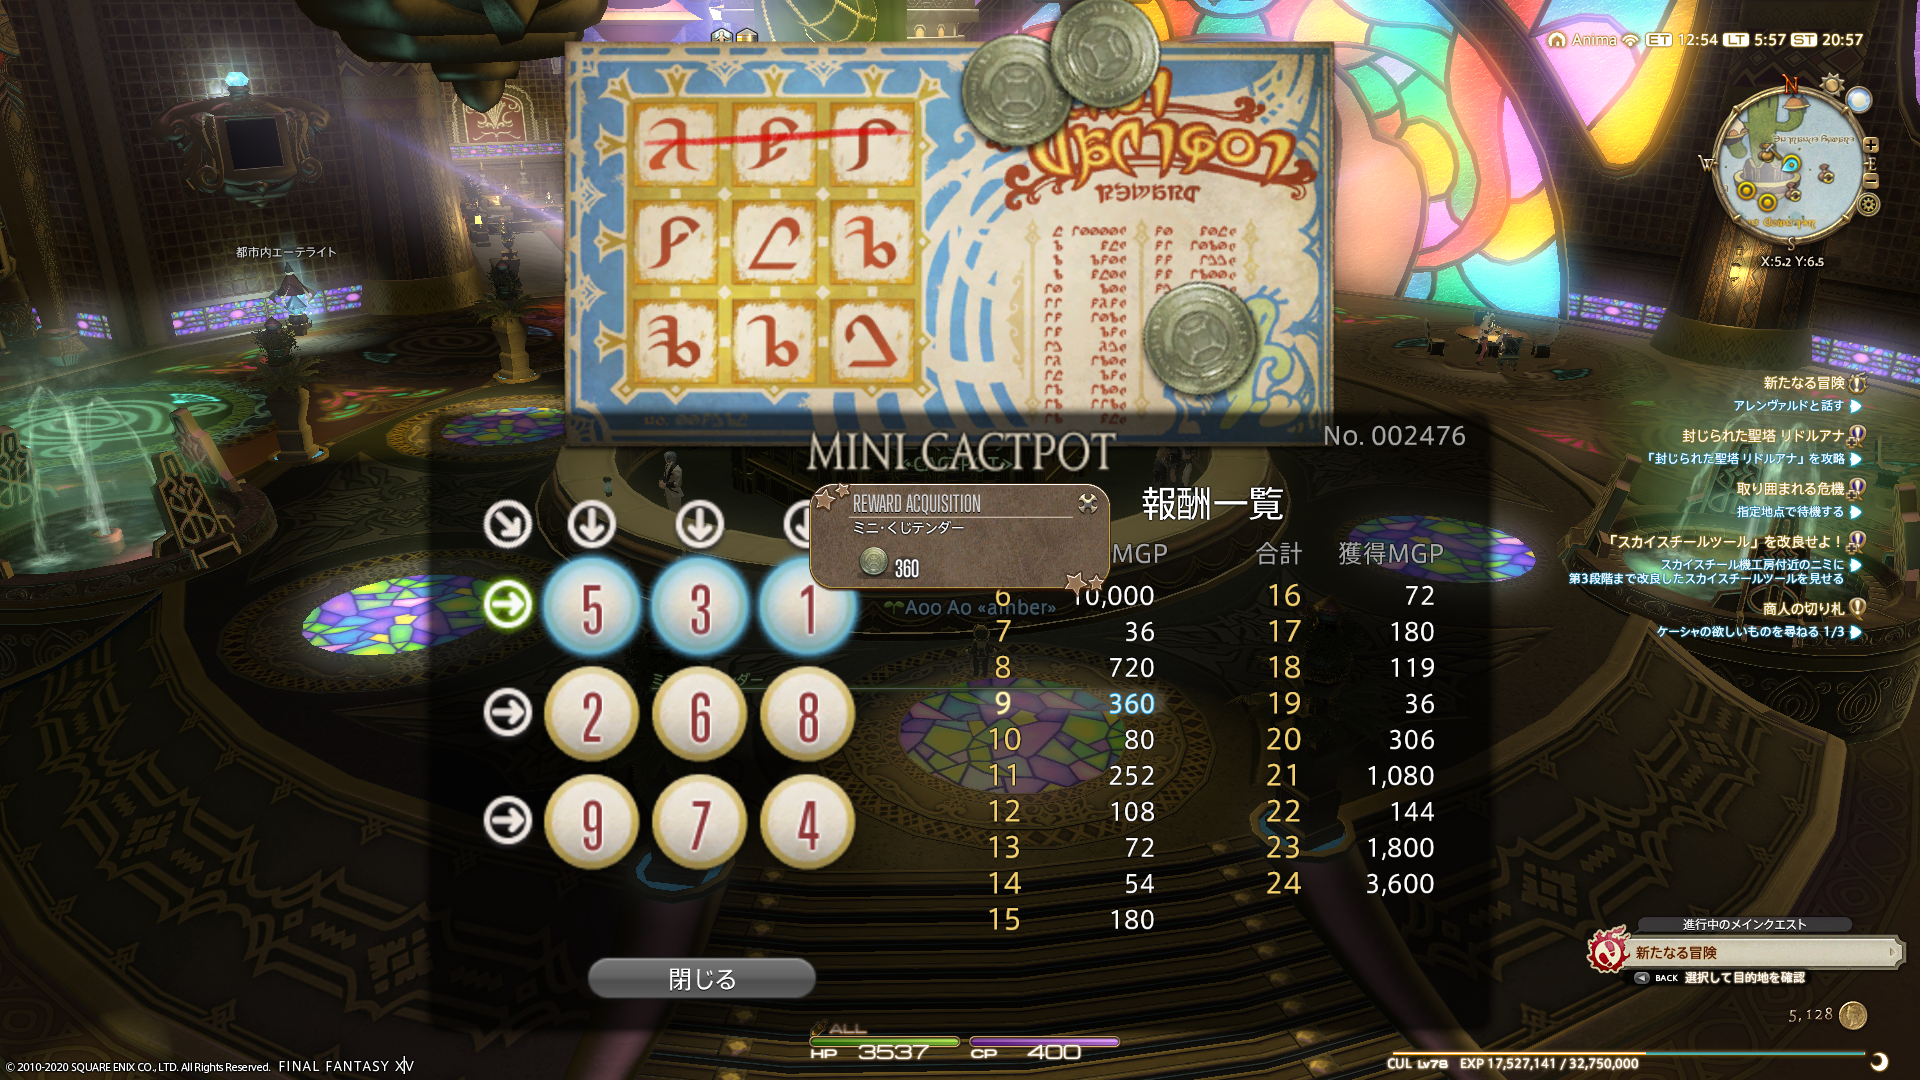 Anima ET 12:54 LT 5:57 ST 20:57
N
W
E
S
X:5.2 Y:6.5
都市内エーテライト
新たなる冒険
アレンヴァルドと話す
封じられた聖塔 リドルアナ
「封じられた聖塔 リドルアナ」を攻略
取り囲まれる危機
指定地点で待機する
「スカイスチールツール」を改良せよ！
スカイスチール機工房付近のニミに
第3段階まで改良したスカイスチールツールを見せる
商人の切り札
ケーシャの欲しいものを尋ねる 1/3
No. 002476
MINI CACTPOT
REWARD ACQUISITION
ミニ・くじテンダー
360
報酬一覧
MGP 合計 獲得MGP
Aoo Ao «amber»
5 3 1
2 6 8
9 7 4
6 10,000 16 72
7 36 17 180
8 720 18 119
9 360 19 36
10 80 20 306
11 252 21 1,080
12 108 22 144
13 72 23 1,800
14 54 24 3,600
15 180
閉じる
進行中のメインクエスト
新たなる冒険
BACK 選択して目的地を確認
5,128
ALL
HP 3537 CP 400
CUL Lv78 EXP 17,527,141 / 32,750,000
© 2010-2020 SQUARE ENIX CO., LTD. All Rights Reserved. FINAL FANTASY XIV